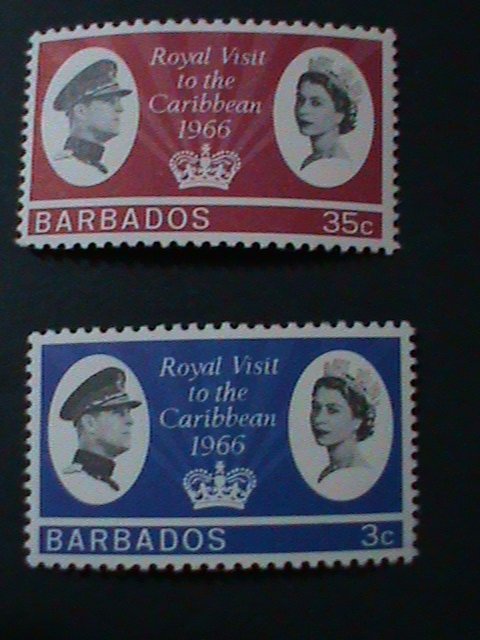 Royal Visit
to the
Caribbean
1966
BARBADOS 35c
Royal Visit
to the
Caribbean
1966
BARBADOS 3c